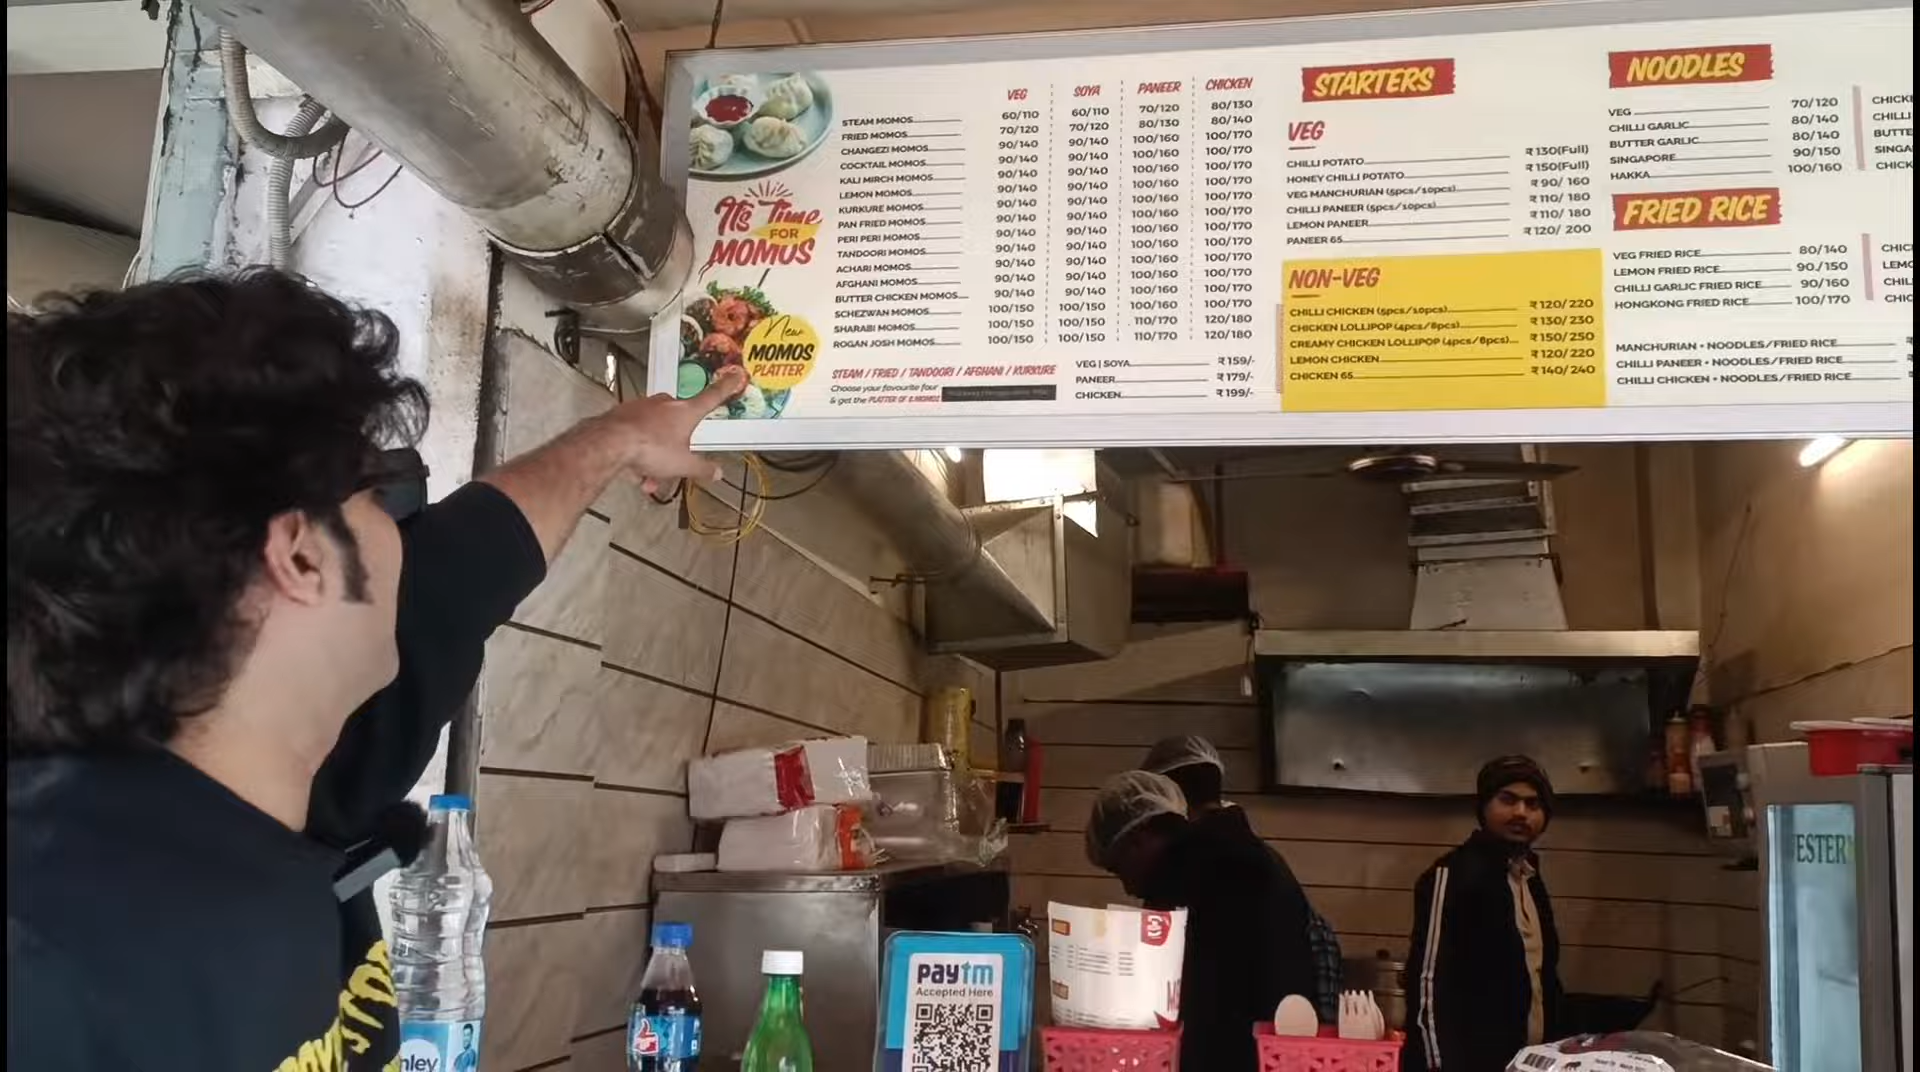 VEG SOYA PANEER CHICKEN
STEAM MOMOS 60/110 60/110 70/120 80/130
FRIED MOMOS 70/120 70/120 80/130 80/140
CHANGEZI MOMOS 90/140 90/140 100/160 100/170
COCKTAIL MOMOS 90/140 90/140 100/160 100/170
KALI MIRCH MOMOS 90/140 90/140 100/160 100/170
LEMON MOMOS 90/140 90/140 100/160 100/170
KURKURE MOMOS 90/140 90/140 100/160 100/170
PAN FRIED MOMOS 90/140 90/140 100/160 100/170
PERI PERI MOMOS 90/140 90/140 100/160 100/170
TANDOORI MOMOS 90/140 90/140 100/160 100/170
ACHARI MOMOS 90/140 90/140 100/160 100/170
AFGHANI MOMOS 90/140 90/140 100/160 100/170
BUTTER CHICKEN MOMOS 90/140 90/140 100/160 100/170
SCHEZWAN MOMOS 100/150 100/150 100/160 100/170
SHARABI MOMOS 100/150 100/150 110/170 120/180
ROGAN JOSH MOMOS 100/150 100/150 110/170 120/180
It's Time
FOR
MOMUS
New
MOMOS
PLATTER
STEAM / FRIED / TANDOORI / AFGHANI / KURKURE
Choose your favourite four
& get the PLATTER OF 8 MOMOS
VEG | SOYA ₹159/-
PANEER ₹179/-
CHICKEN ₹199/-
STARTERS
VEG
CHILLI POTATO ₹130(Full)
HONEY CHILLI POTATO ₹150(Full)
VEG MANCHURIAN (5pcs/10pcs) ₹90/ 160
CHILLI PANEER (5pcs/10pcs) ₹110/ 180
LEMON PANEER ₹110/ 180
PANEER 65 ₹120/ 200
NON-VEG
CHILLI CHICKEN (5pcs/10pcs) ₹120/ 220
CHICKEN LOLLIPOP (4pcs/8pcs) ₹130/ 230
CREAMY CHICKEN LOLLIPOP (4pcs/8pcs) ₹150/ 250
LEMON CHICKEN ₹120/ 220
CHICKEN 65 ₹140/ 240
NOODLES
VEG 70/120
CHILLI GARLIC 80/140
BUTTER GARLIC 80/140
SINGAPORE 90/150
HAKKA 100/160
CHICK
CHILLI
BUTTE
SINGA
CHICK
FRIED RICE
VEG FRIED RICE 80/140
LEMON FRIED RICE 90/150
CHILLI GARLIC FRIED RICE 90/160
HONGKONG FRIED RICE 100/170
CHIC
LEMO
CHIL
CHIC
MANCHURIAN + NOODLES/FRIED RICE
CHILLI PANEER + NOODLES/FRIED RICE
CHILLI CHICKEN + NOODLES/FRIED RICE
ESTER
paytm
Accepted Here
nley